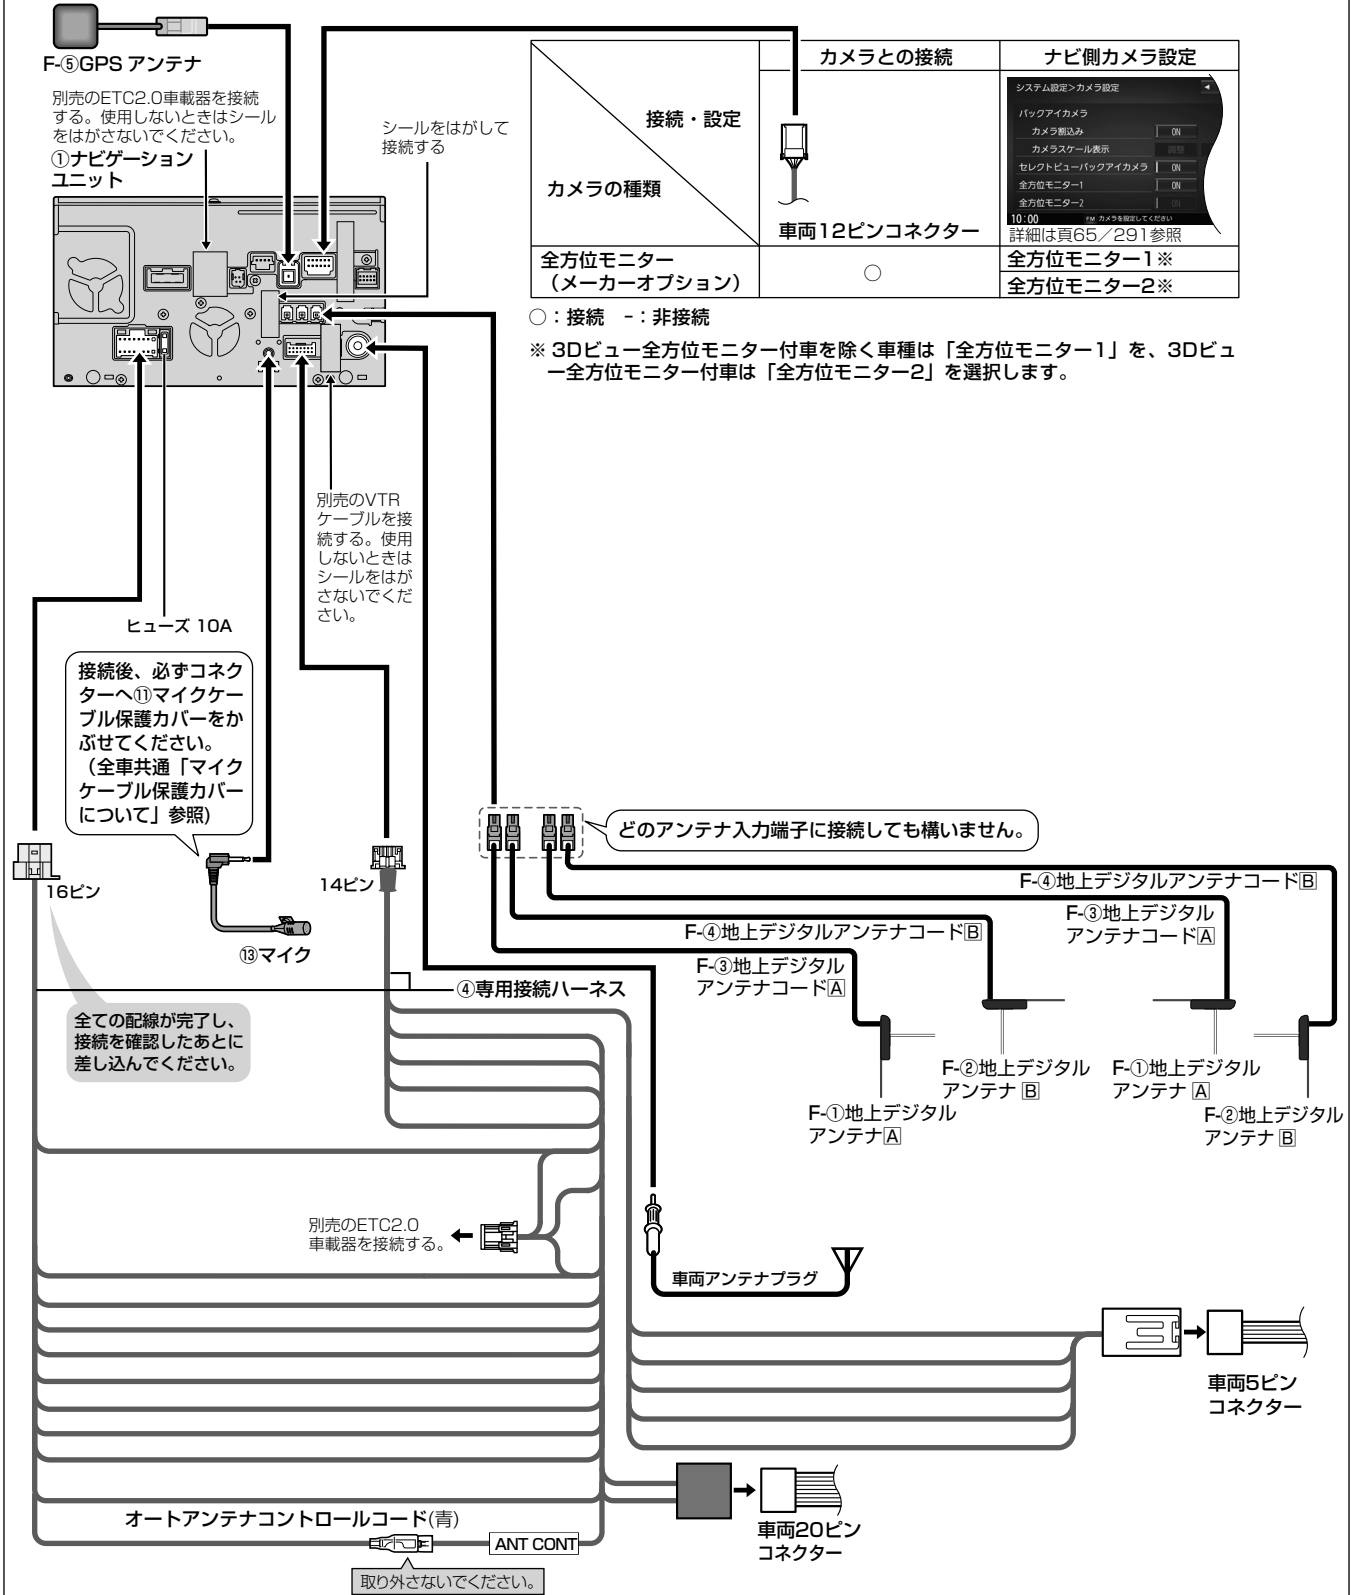 F-⑤GPS アンテナ
別売のETC2.0車載器を接続
する。使用しないときはシール
をはがさないでください。
①ナビゲーション
ユニット
シールをはがして
接続する
接続・設定
カメラの種類
カメラとの接続
ナビ側カメラ設定
車両12ピンコネクター
システム設定>カメラ設定
バックアイカメラ
カメラ割込み ON
カメラスケール表示 調整
セレクトビューバックアイカメラ ON
全方位モニター1 ON
全方位モニター2 ON
10:00 FM カメラを設定してください
詳細は頁65／291参照
全方位モニター
（メーカーオプション）
○
全方位モニター1※
全方位モニター2※
○：接続 −：非接続
※ 3Dビュー全方位モニター付車を除く車種は「全方位モニター1」を、3Dビュ
ー全方位モニター付車は「全方位モニター2」を選択します。
別売のVTR
ケーブルを接
続する。使用
しないときは
シールをはが
さないでくだ
さい。
ヒューズ 10A
接続後、必ずコネク
ターへ⑪マイクケー
ブル保護カバーをか
ぶせてください。
（全車共通「マイク
ケーブル保護カバー
について」参照)
16ピン
14ピン
⑬マイク
④専用接続ハーネス
全ての配線が完了し、
接続を確認したあとに
差し込んでください。
どのアンテナ入力端子に接続しても構いません。
F-④地上デジタルアンテナコードB
F-③地上デジタル
アンテナコードA
F-④地上デジタルアンテナコードB
F-③地上デジタル
アンテナコードA
F-②地上デジタル
アンテナ B
F-①地上デジタル
アンテナ A
F-①地上デジタル
アンテナA
F-②地上デジタル
アンテナ B
別売のETC2.0
車載器を接続する。
車両アンテナプラグ
車両5ピン
コネクター
車両20ピン
コネクター
オートアンテナコントロールコード(青)
ANT CONT
取り外さないでください。